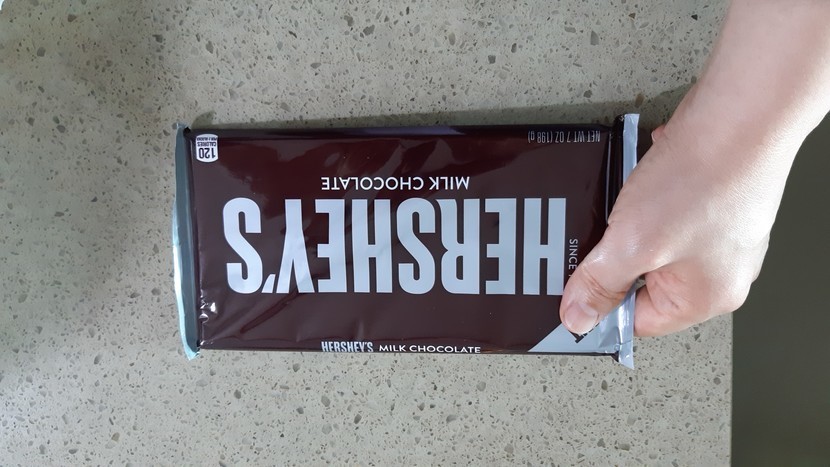 HERSHEY'S MILK CHOCOLATE
SINCE
HERSHEY'S
MILK CHOCOLATE
NET WT 7 OZ (198 g)
120
CALORIES